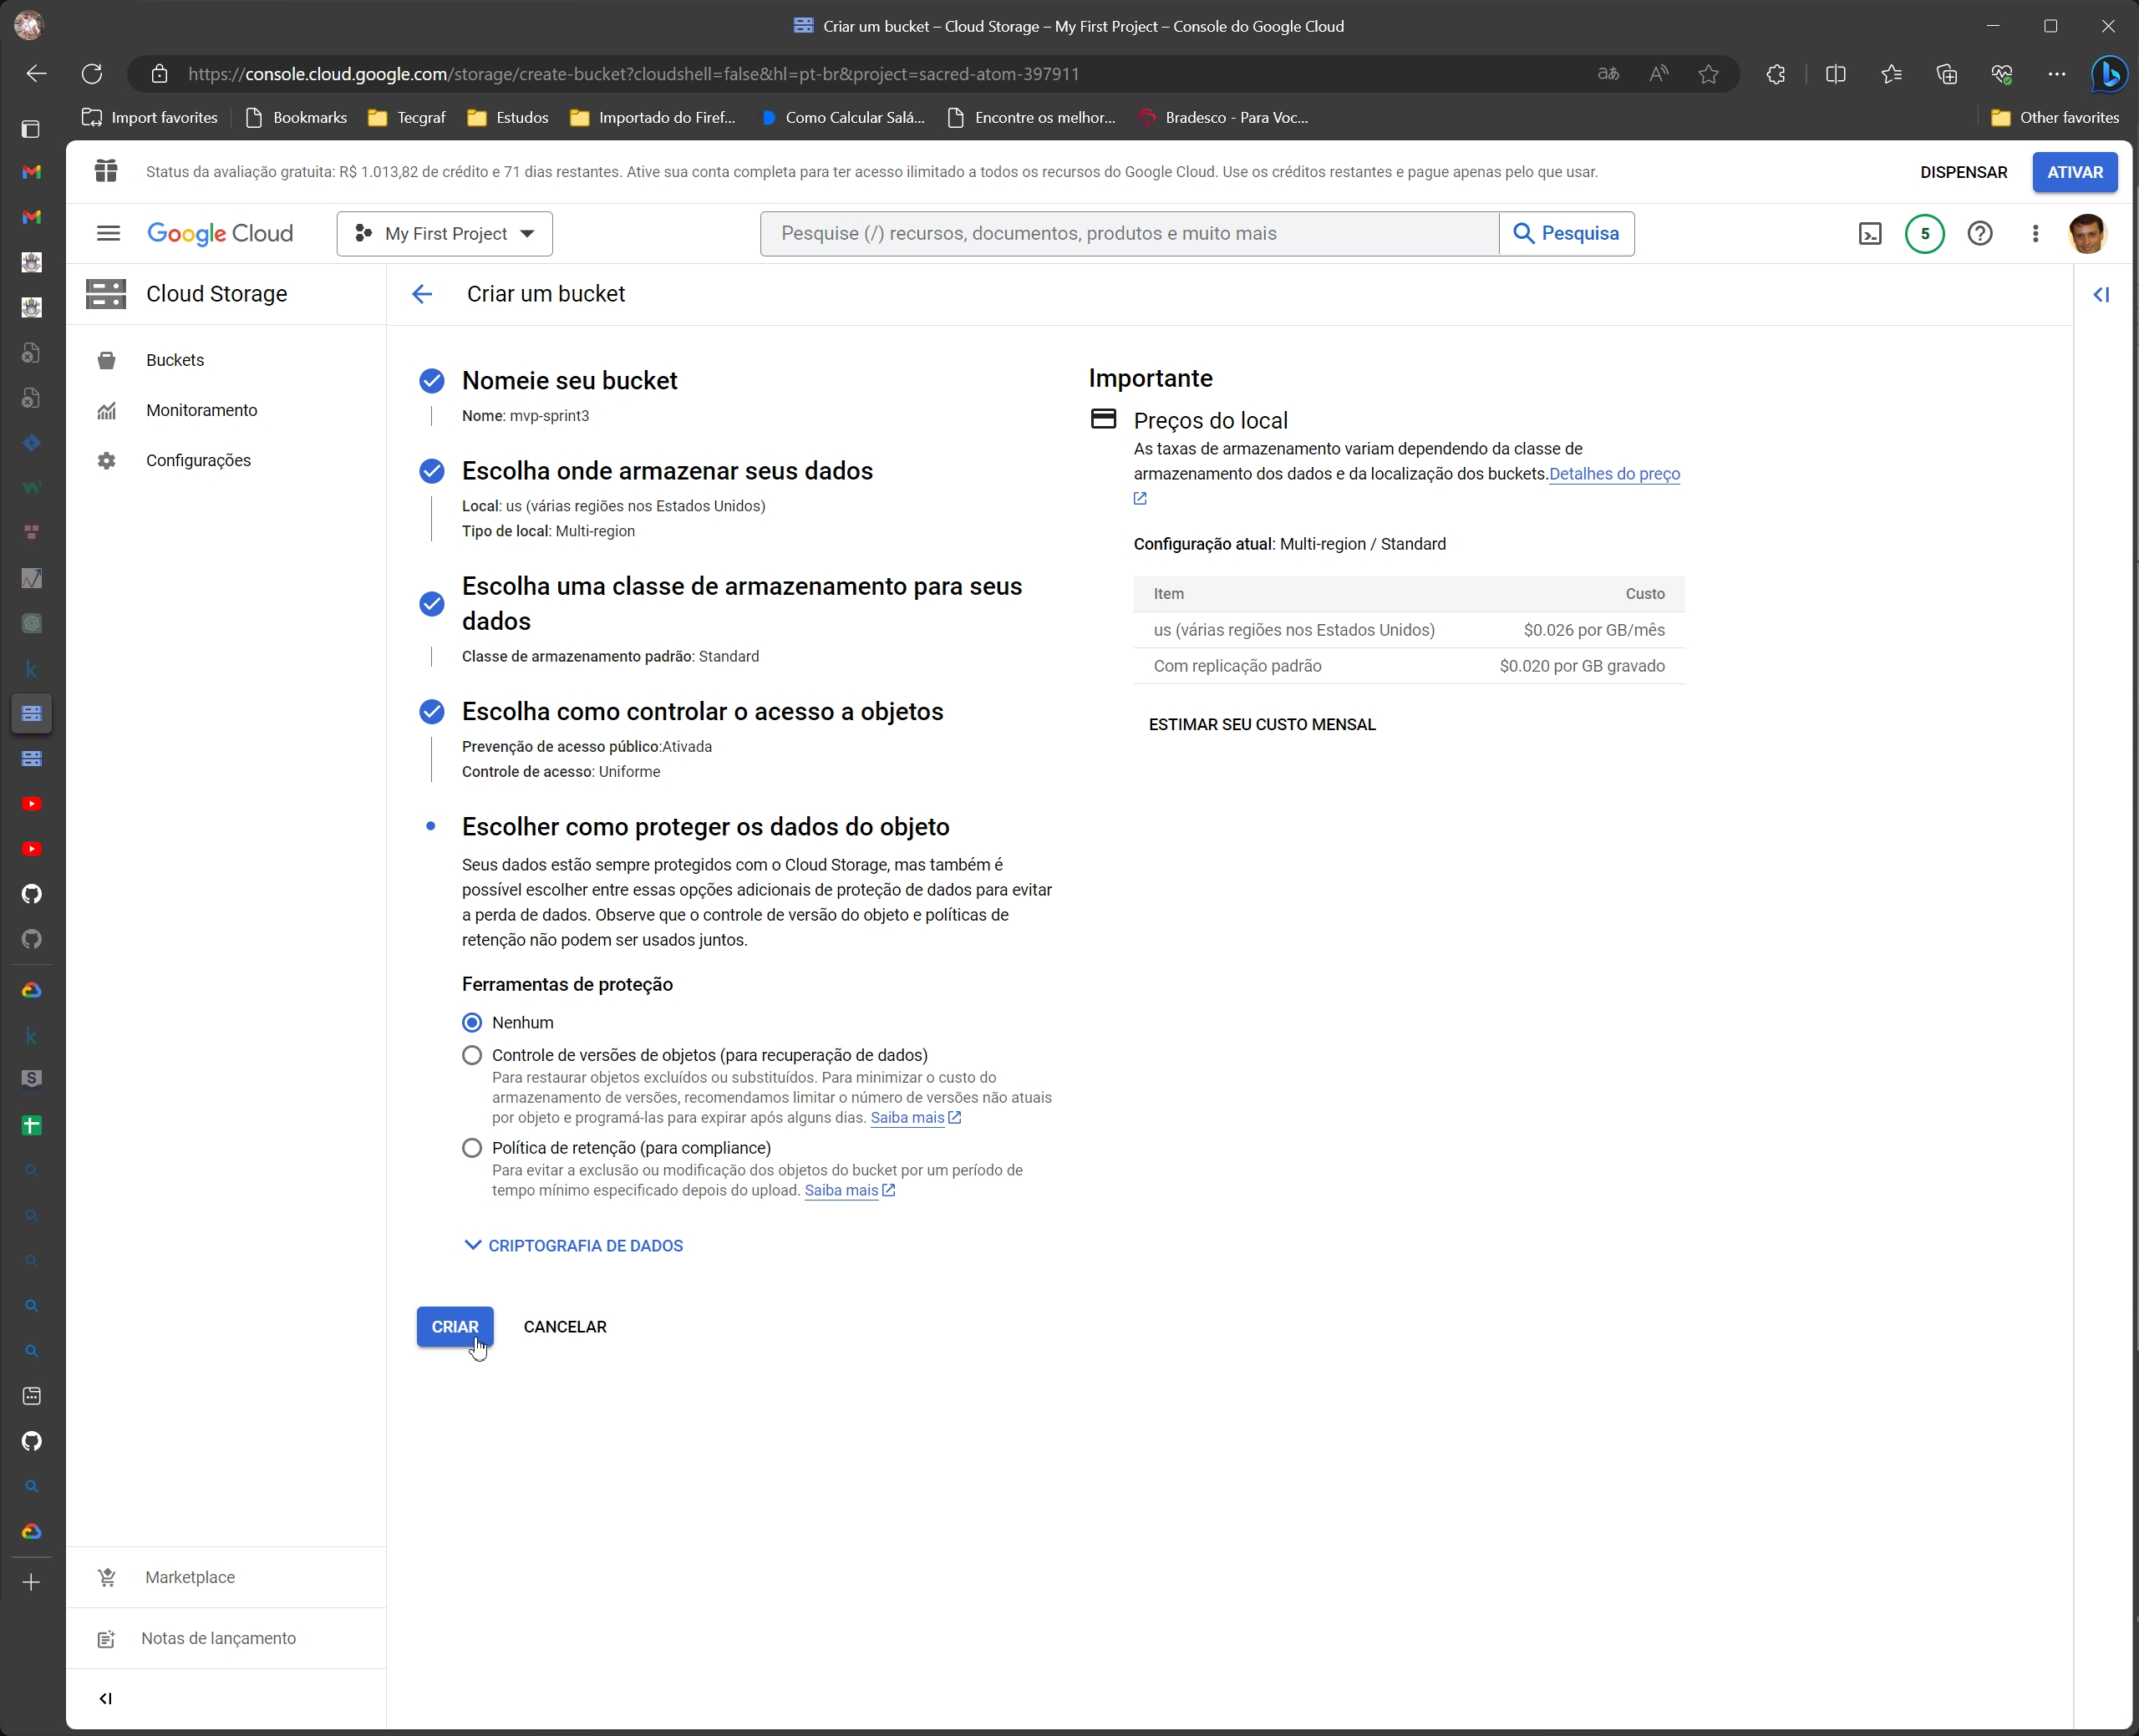 Criar um bucket – Cloud Storage – My First Project – Console do Google Cloud
https://console.cloud.google.com/storage/create-bucket?cloudshell=false&hl=pt-br&project=sacred-atom-397911
Import favorites
Bookmarks
Tecgraf
Estudos
Importado do Firef...
Como Calcular Salá...
Encontre os melhor...
Bradesco - Para Voc...
Other favorites
Status da avaliação gratuita: R$ 1.013,82 de crédito e 71 dias restantes. Ative sua conta completa para ter acesso ilimitado a todos os recursos do Google Cloud. Use os créditos restantes e pague apenas pelo que usar.
DISPENSAR
ATIVAR
Google Cloud
My First Project
Pesquise (/) recursos, documentos, produtos e muito mais
Pesquisa
5
Cloud Storage
Criar um bucket
Buckets
Monitoramento
Configurações
Nomeie seu bucket
Nome: mvp-sprint3
Escolha onde armazenar seus dados
Local: us (várias regiões nos Estados Unidos)
Tipo de local: Multi-region
Escolha uma classe de armazenamento para seus
dados
Classe de armazenamento padrão: Standard
Escolha como controlar o acesso a objetos
Prevenção de acesso público:Ativada
Controle de acesso: Uniforme
Escolher como proteger os dados do objeto
Seus dados estão sempre protegidos com o Cloud Storage, mas também é
possível escolher entre essas opções adicionais de proteção de dados para evitar
a perda de dados. Observe que o controle de versão do objeto e políticas de
retenção não podem ser usados juntos.
Ferramentas de proteção
Nenhum
Controle de versões de objetos (para recuperação de dados)
Para restaurar objetos excluídos ou substituídos. Para minimizar o custo do
armazenamento de versões, recomendamos limitar o número de versões não atuais
por objeto e programá-las para expirar após alguns dias. Saiba mais
Política de retenção (para compliance)
Para evitar a exclusão ou modificação dos objetos do bucket por um período de
tempo mínimo especificado depois do upload. Saiba mais
CRIPTOGRAFIA DE DADOS
CRIAR
CANCELAR
Importante
Preços do local
As taxas de armazenamento variam dependendo da classe de
armazenamento dos dados e da localização dos buckets.Detalhes do preço
Configuração atual: Multi-region / Standard
Item Custo
us (várias regiões nos Estados Unidos) $0.026 por GB/mês
Com replicação padrão $0.020 por GB gravado
ESTIMAR SEU CUSTO MENSAL
Marketplace
Notas de lançamento